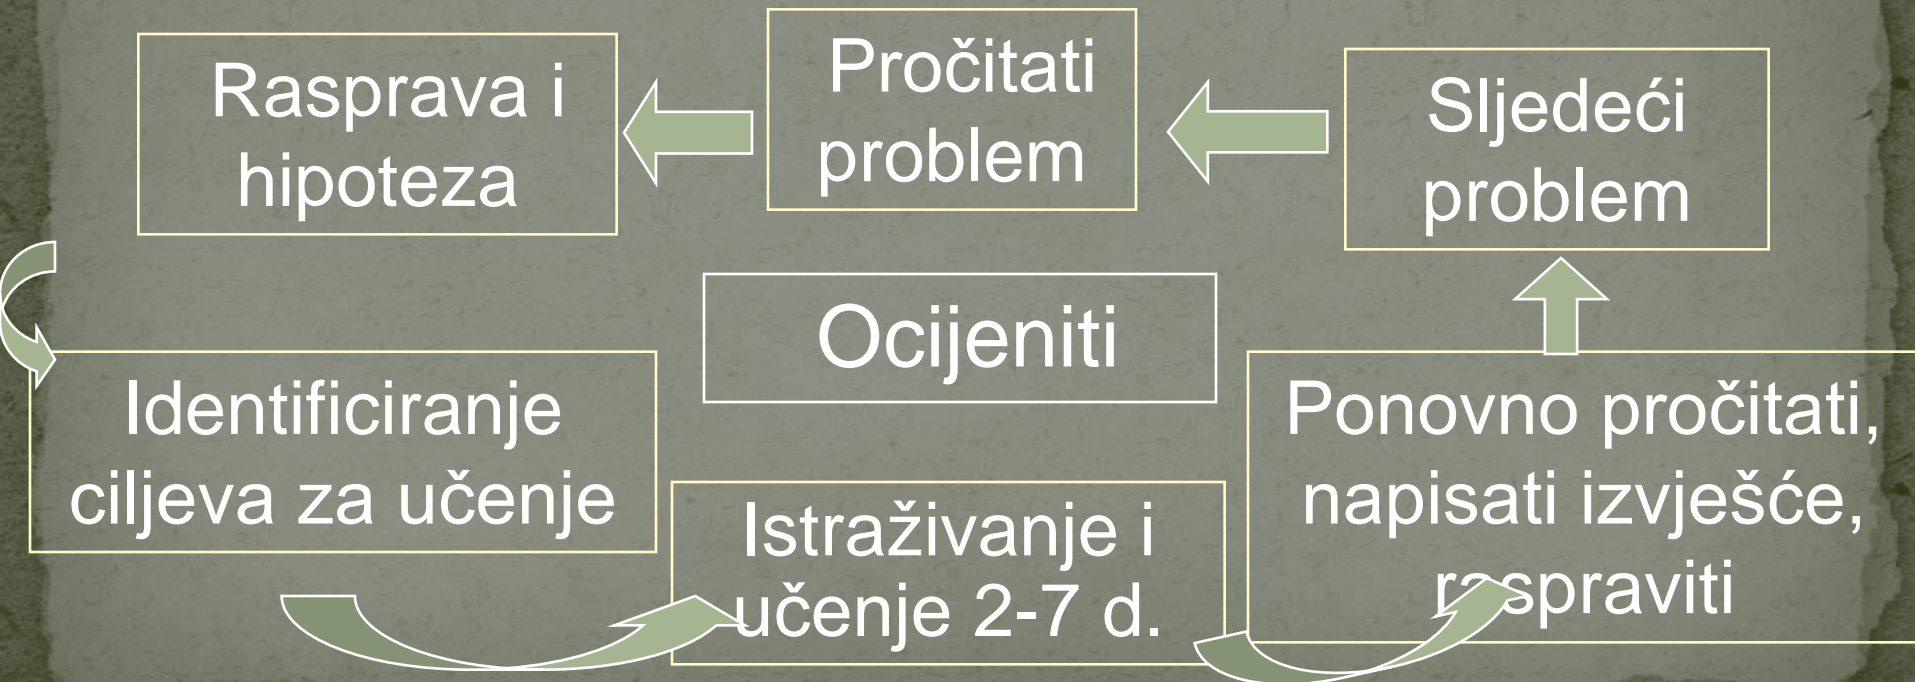 Rasprava i
hipoteza
Pročitati
problem
Sljedeći
problem
Ocijeniti
Identificiranje
ciljeva za učenje
Istraživanje i
učenje 2-7 d.
Ponovno pročitati,
napisati izvješće,
raspraviti